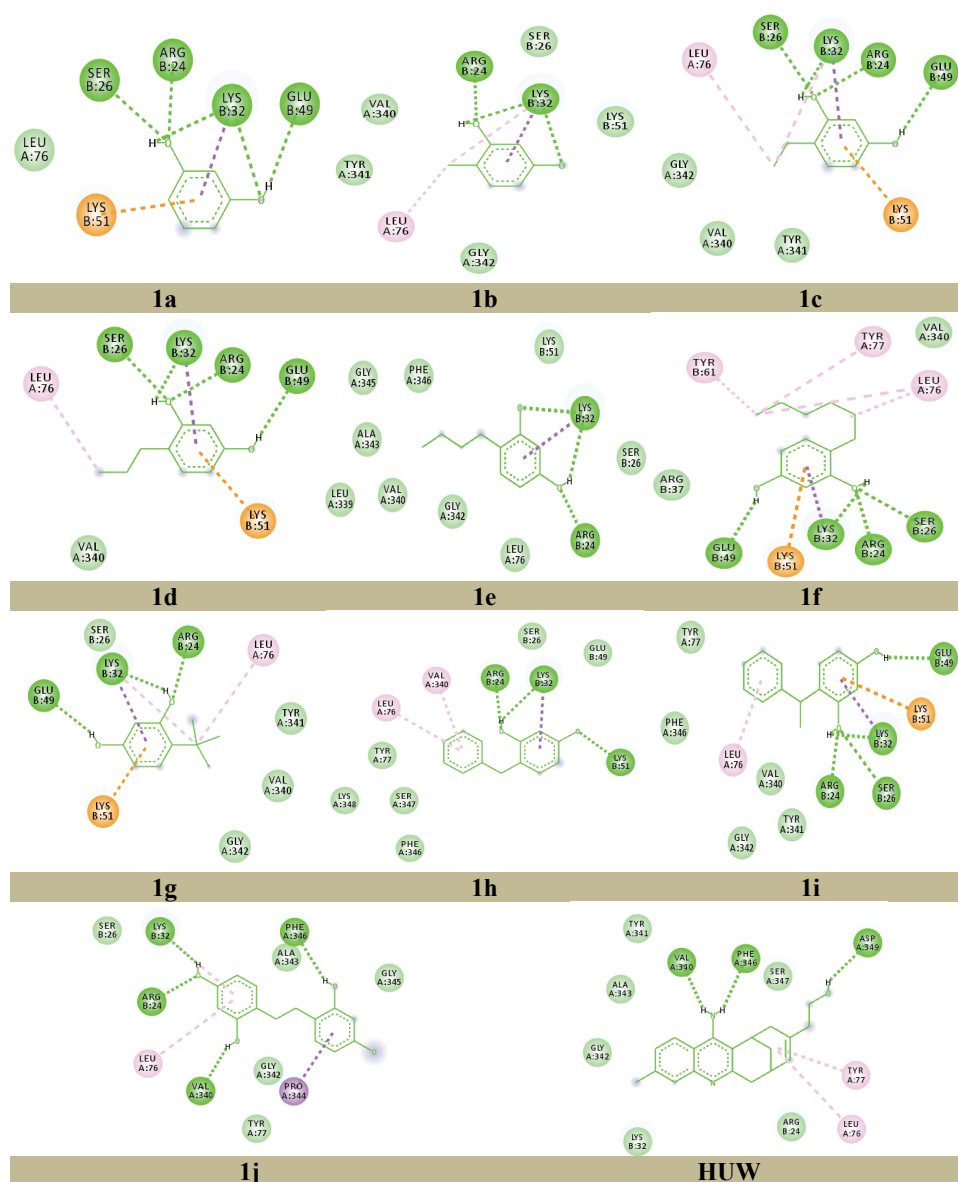 SER B:26
ARG B:24
LYS B:32
GLU B:49
LEU A:76
LYS B:51
H
H
1a
SER B:26
ARG B:24
LYS B:32
LYS B:51
VAL A:340
TYR A:341
LEU A:76
GLY A:342
H
1b
SER B:26
LYS B:32
ARG B:24
GLU B:49
LEU A:76
GLY A:342
VAL A:340
TYR A:341
LYS B:51
H
H
1c
SER B:26
LYS B:32
ARG B:24
GLU B:49
LEU A:76
LYS B:51
VAL A:340
H
H
1d
LYS B:51
GLY A:345
PHE A:346
LYS B:32
ALA A:343
SER B:26
LEU A:339
VAL A:340
GLY A:342
LEU A:76
ARG B:24
H
1e
TYR A:77
VAL A:340
TYR B:61
LEU A:76
ARG B:37
GLU B:49
LYS B:51
LYS B:32
ARG B:24
SER B:26
H
H
1f
SER B:26
ARG B:24
LEU A:76
LYS B:32
GLU B:49
TYR A:341
VAL A:340
LYS B:51
GLY A:342
H
H
1g
SER B:26
GLU B:49
ARG B:24
LYS B:32
VAL A:340
LEU A:76
TYR A:77
LYS B:51
LYS A:348
SER A:347
PHE A:346
H
1h
TYR A:77
GLU B:49
LYS B:51
PHE A:346
LYS B:32
LEU A:76
VAL A:340
ARG B:24
SER B:26
TYR A:341
GLY A:342
H
H
1i
SER B:26
LYS B:32
PHE A:346
ALA A:343
GLY A:345
ARG B:24
LEU A:76
GLY A:342
VAL A:340
PRO A:344
TYR A:77
H
H
H
1j
TYR A:341
ASP A:349
VAL A:340
PHE A:346
SER A:347
ALA A:343
GLY A:342
TYR A:77
LEU A:76
ARG B:24
LYS B:32
H
H
N
N
H
HUW